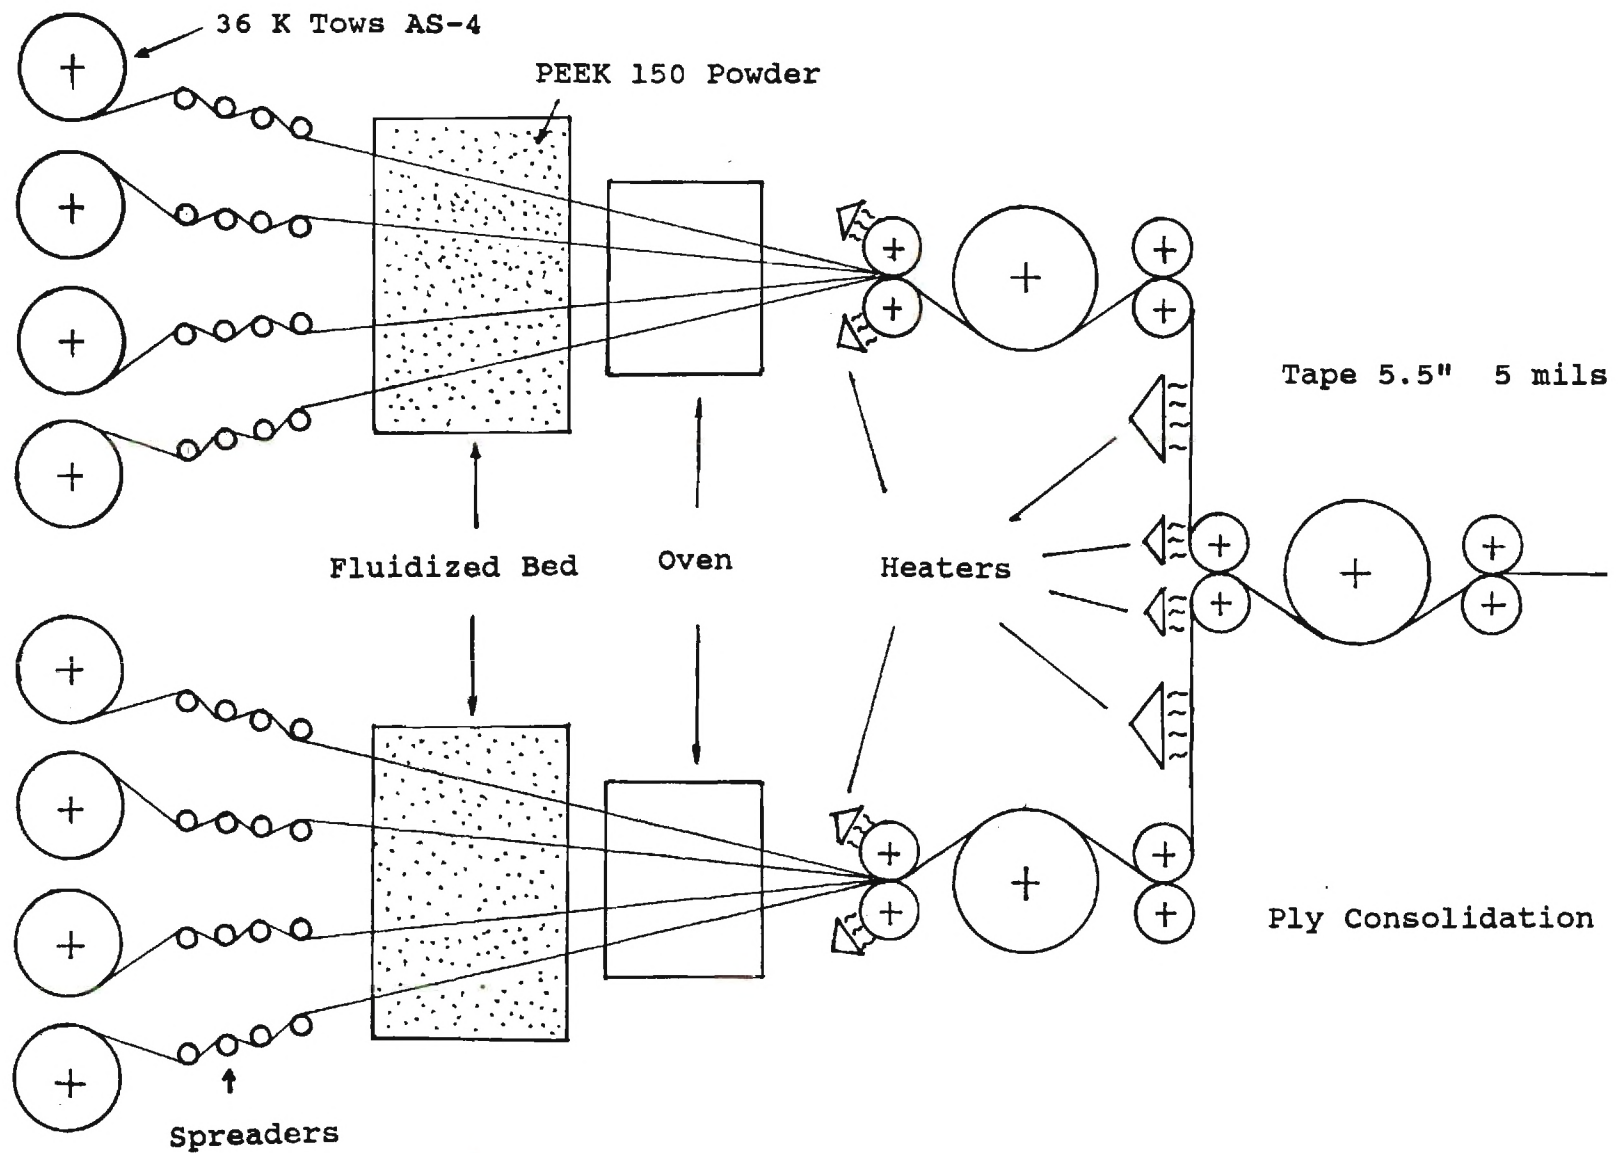 36 K Tows AS-4
PEEK 150 Powder
Tape 5.5" 5 mils
Fluidized Bed
Oven
Heaters
Ply Consolidation
Spreaders